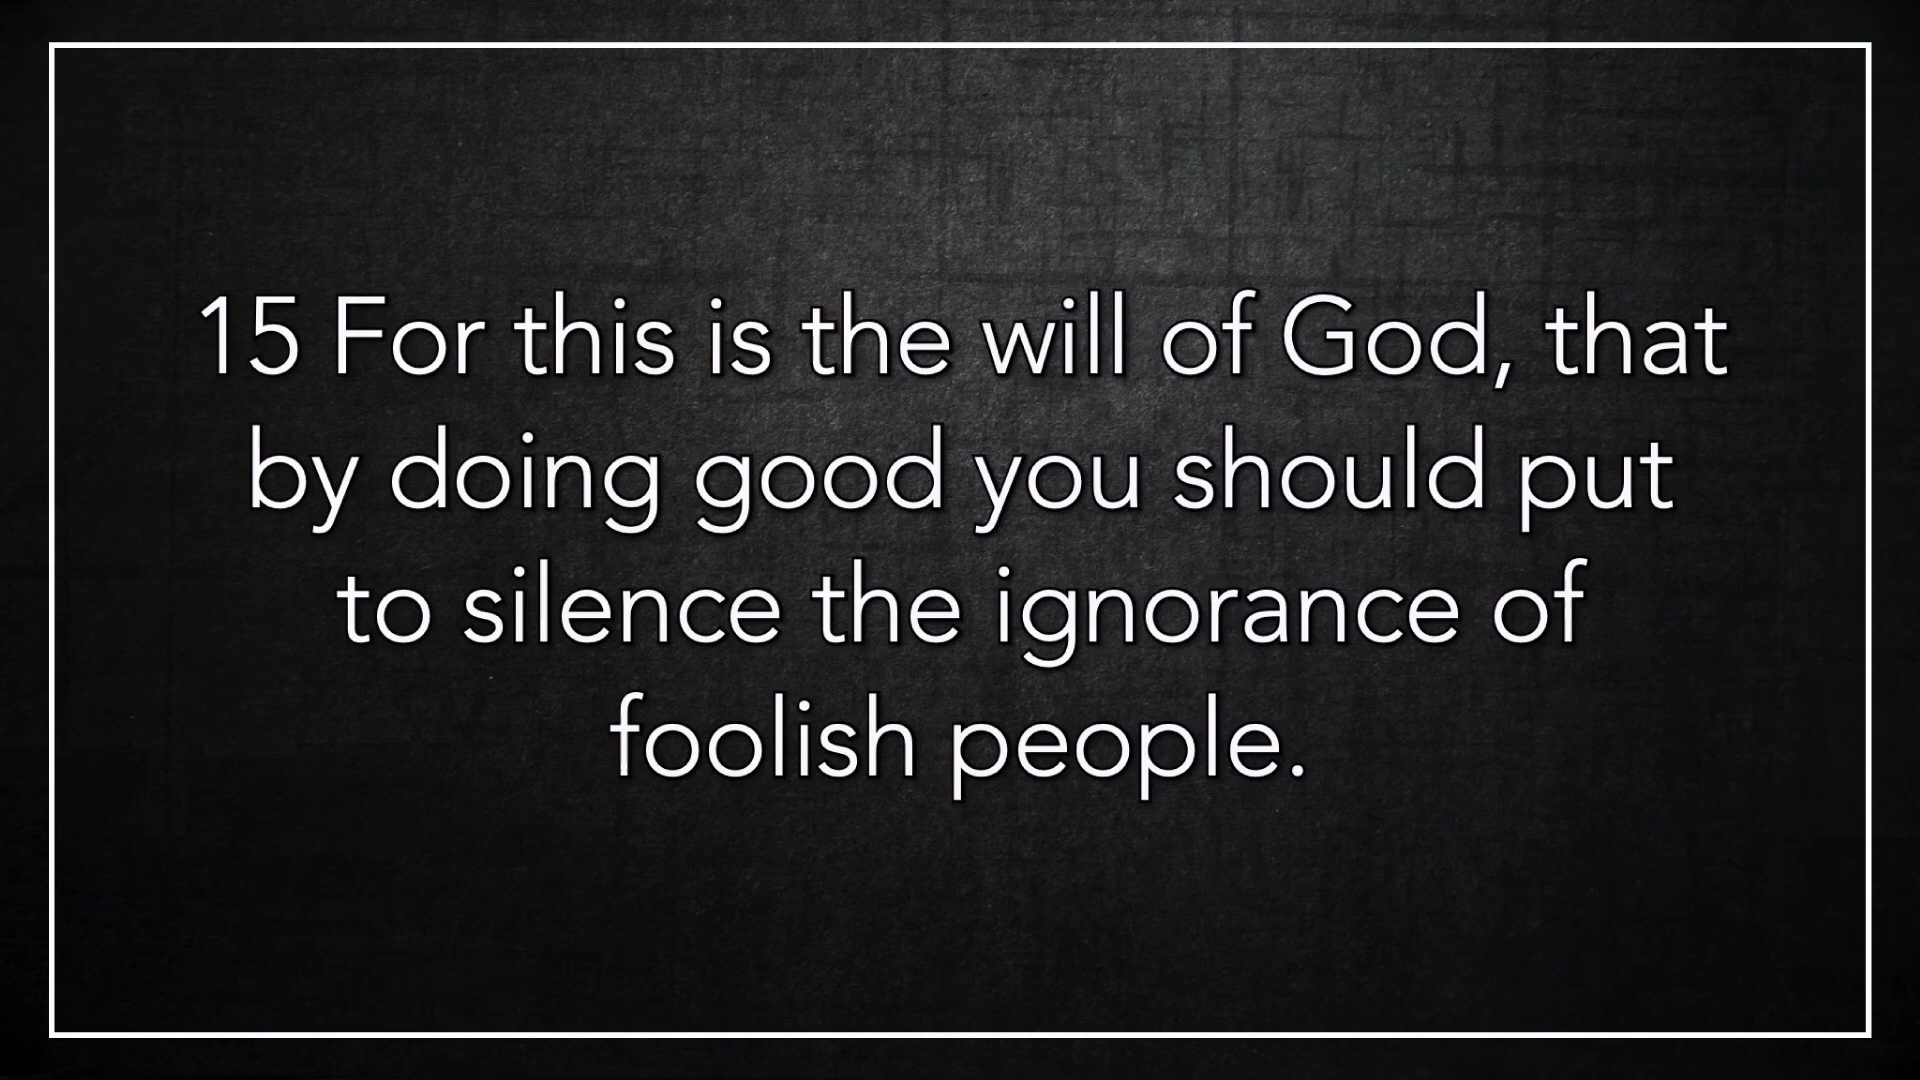 15 For this is the will of God, that
by doing good you should put
to silence the ignorance of
foolish people.